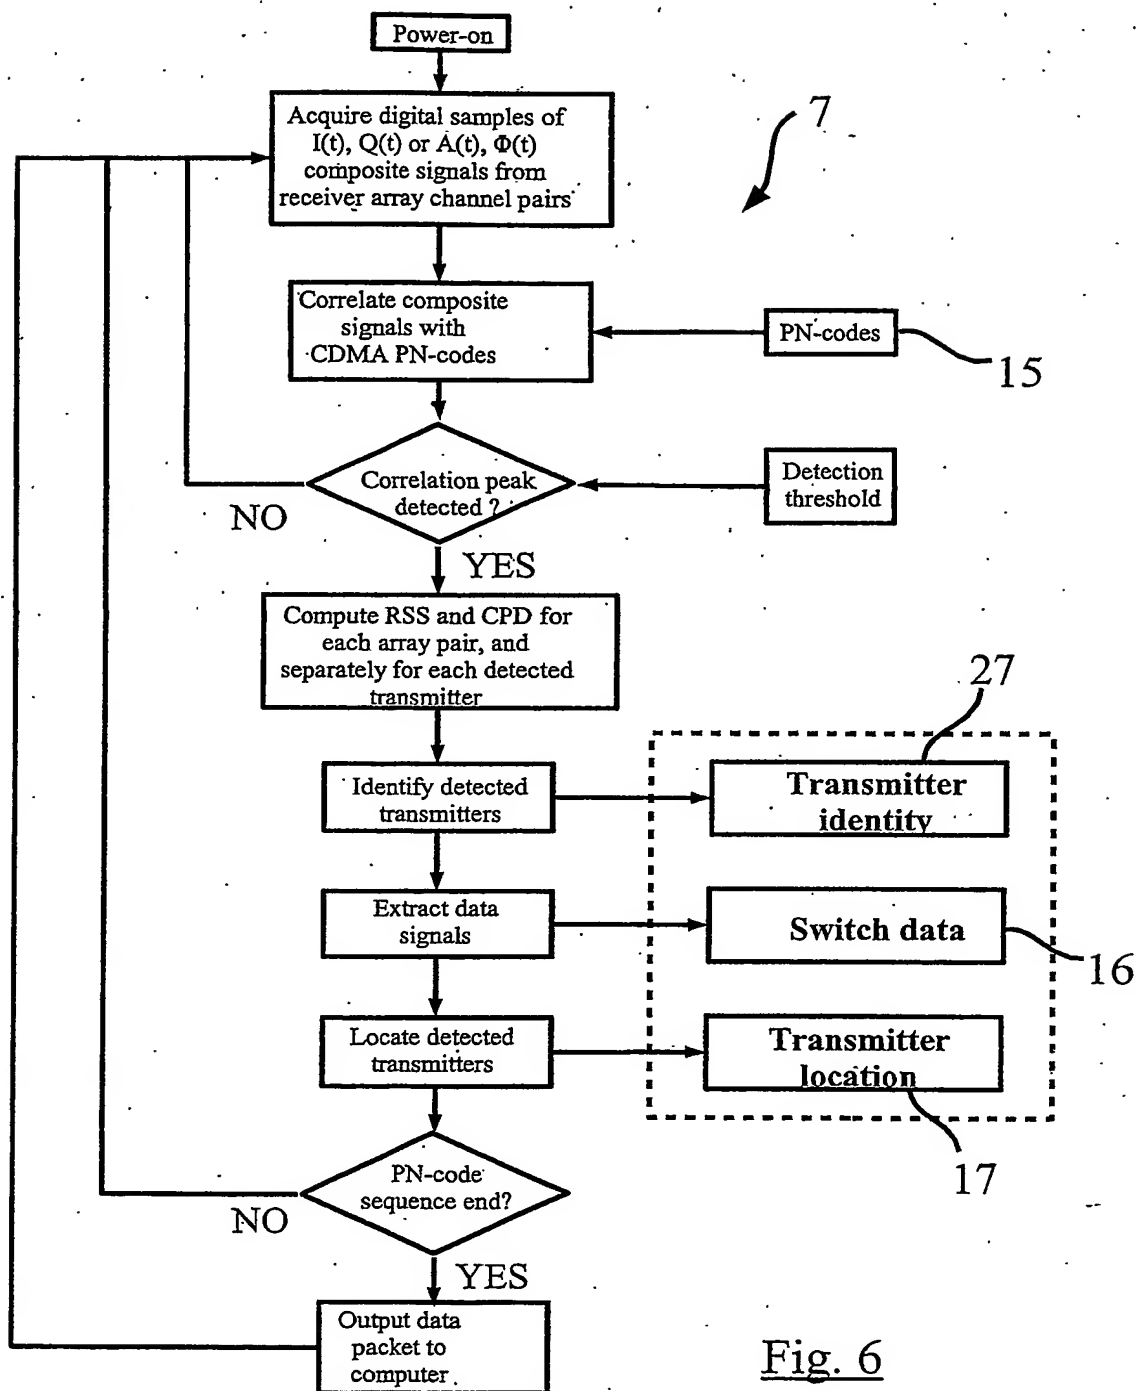 Power-on
Acquire digital samples of
I(t), Q(t) or A(t), Φ(t)
composite signals from
receiver array channel pairs
7
Correlate composite
signals with
CDMA PN-codes
PN-codes
15
Correlation peak
detected ?
Detection
threshold
NO
YES
Compute RSS and CPD for
each array pair, and
separately for each detected
transmitter
27
Identify detected
transmitters
Transmitter
identity
Extract data
signals
Switch data
16
Locate detected
transmitters
Transmitter
location
17
PN-code
sequence end?
NO
YES
Output data
packet to
computer
Fig. 6